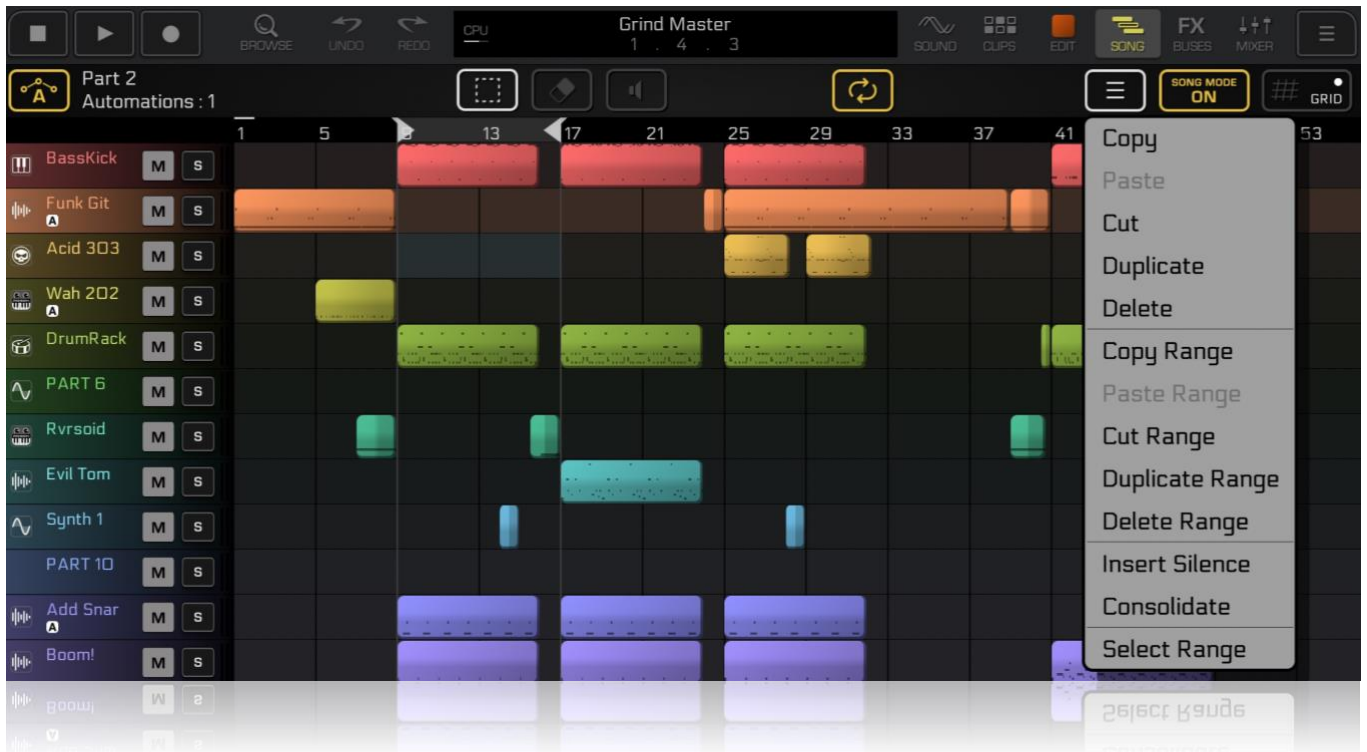 CPU
Grind Master
1 . 4 . 3
BROWSE
UNDO
REDO
SOUND
CLIPS
EDIT
SONG
FX
BUSES
MIXER
A
Part 2
Automations : 1
SONG MODE
ON
GRID
1 5 9 13 17 21 25 29 33 37 41 53
BassKick M S
Funk Git M S
A
Acid 303 M S
Wah 202 M S
A
DrumRack M S
PART 6 M S
Rvrsoid M S
Evil Tom M S
Synth 1 M S
PART 10 M S
Add Snar M S
A
Boom! M S
Copy
Paste
Cut
Duplicate
Delete
Copy Range
Paste Range
Cut Range
Duplicate Range
Delete Range
Insert Silence
Consolidate
Select Range